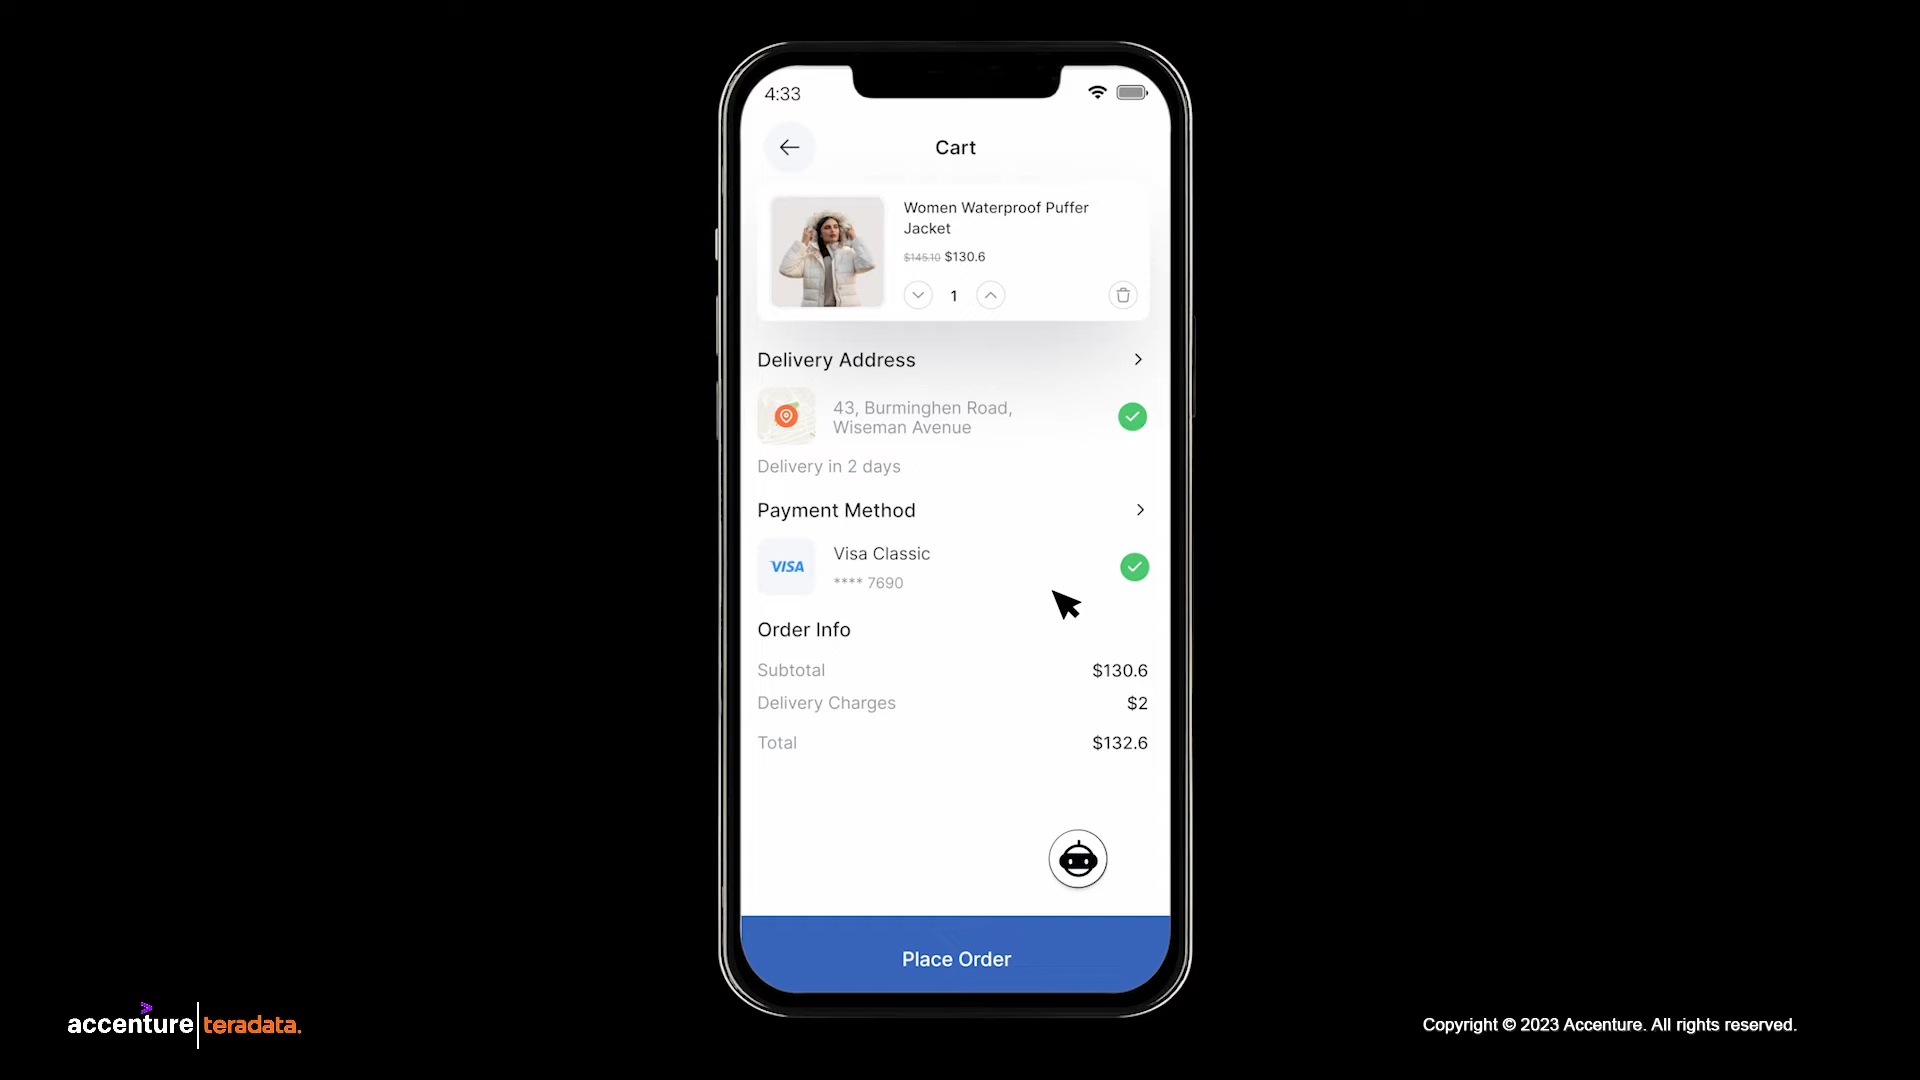 4:33
Cart
Women Waterproof Puffer
Jacket
$145.10 $130.6
1
Delivery Address
43, Burminghen Road,
Wiseman Avenue
Delivery in 2 days
Payment Method
VISA
Visa Classic
**** 7690
Order Info
Subtotal $130.6
Delivery Charges $2
Total $132.6
Place Order
accenture teradata.
Copyright © 2023 Accenture. All rights reserved.